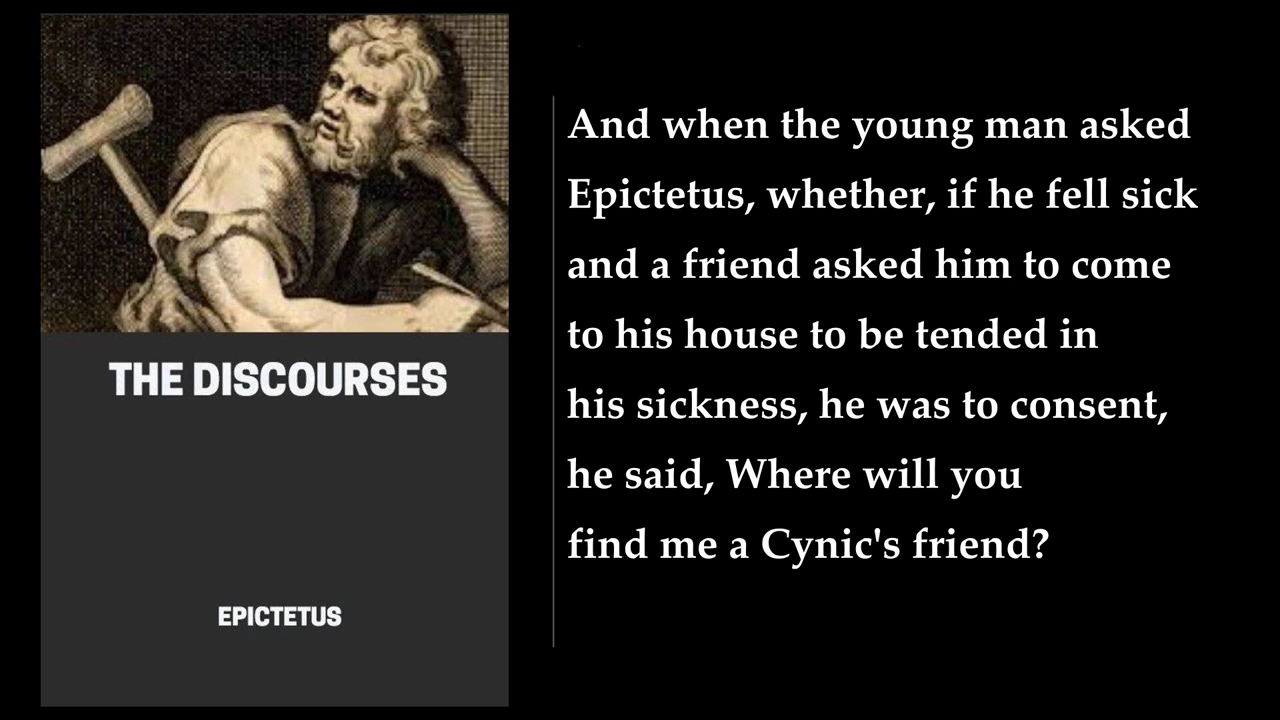 THE DISCOURSES
EPICTETUS
And when the young man asked
Epictetus, whether, if he fell sick
and a friend asked him to come
to his house to be tended in
his sickness, he was to consent,
he said, Where will you
find me a Cynic's friend?